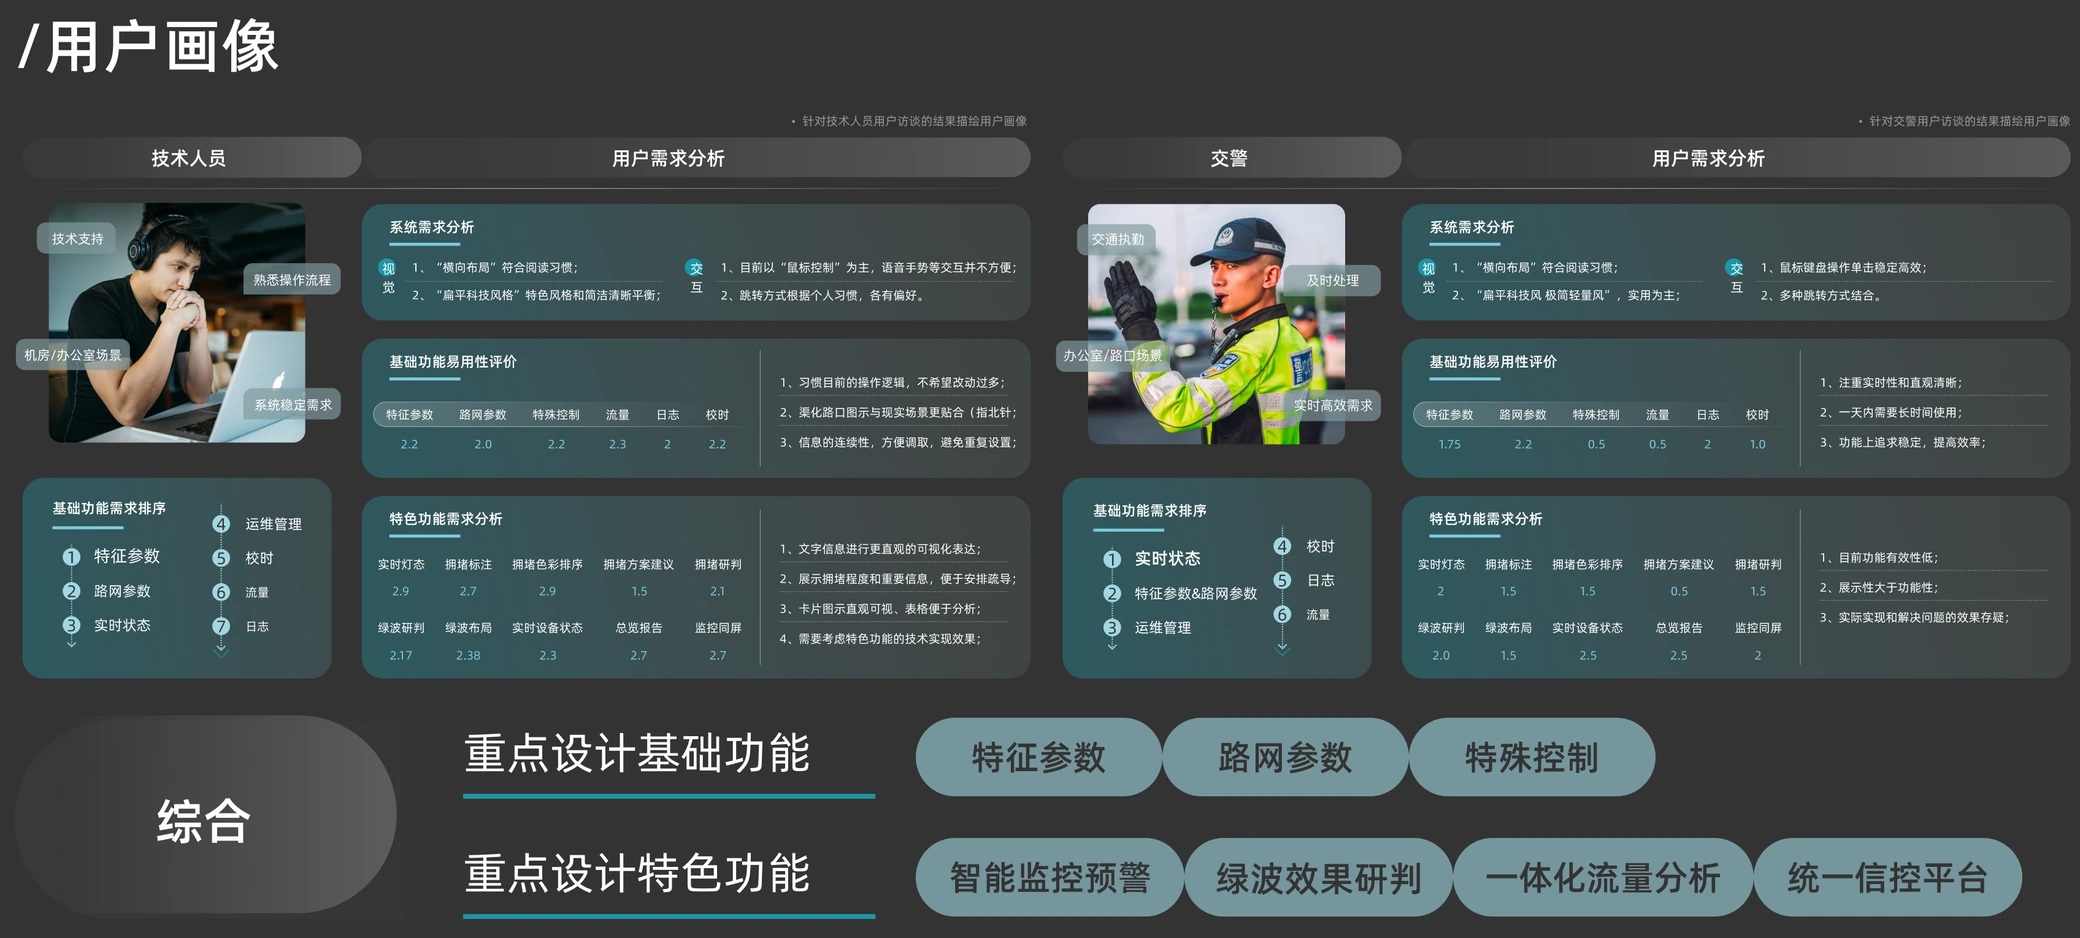 /用户画像
• 针对技术人员用户访谈的结果描绘用户画像
技术人员
用户需求分析
技术支持
熟悉操作流程
机房/办公室场景
系统稳定需求
系统需求分析
视觉
1、“横向布局”符合阅读习惯；
2、“扁平科技风格”特色风格和简洁清晰平衡；
交互
1、目前以“鼠标控制”为主，语音手势等交互并不方便；
2、跳转方式根据个人习惯，各有偏好。
基础功能易用性评价
特征参数 路网参数 特殊控制 流量 日志 校时
2.2 2.0 2.2 2.3 2 2.2
1、习惯目前的操作逻辑，不希望改动过多；
2、渠化路口图示与现实场景更贴合（指北针；
3、信息的连续性，方便调取，避免重复设置；
基础功能需求排序
1 特征参数
2 路网参数
3 实时状态
4 运维管理
5 校时
6 流量
7 日志
特色功能需求分析
实时灯态 拥堵标注 拥堵色彩排序 拥堵方案建议 拥堵研判
2.9 2.7 2.9 1.5 2.1
绿波研判 绿波布局 实时设备状态 总览报告 监控同屏
2.17 2.38 2.3 2.7 2.7
1、文字信息进行更直观的可视化表达；
2、展示拥堵程度和重要信息，便于安排疏导；
3、卡片图示直观可视、表格便于分析；
4、需要考虑特色功能的技术实现效果；
• 针对交警用户访谈的结果描绘用户画像
交警
用户需求分析
交通执勤
及时处理
办公室/路口场景
实时高效需求
系统需求分析
视觉
1、“横向布局”符合阅读习惯；
2、“扁平科技风 极简轻量风”，实用为主；
交互
1、鼠标键盘操作单击稳定高效；
2、多种跳转方式结合。
基础功能易用性评价
特征参数 路网参数 特殊控制 流量 日志 校时
1.75 2.2 0.5 0.5 2 1.0
1、注重实时性和直观清晰；
2、一天内需要长时间使用；
3、功能上追求稳定，提高效率；
基础功能需求排序
1 实时状态
2 特征参数&路网参数
3 运维管理
4 校时
5 日志
6 流量
特色功能需求分析
实时灯态 拥堵标注 拥堵色彩排序 拥堵方案建议 拥堵研判
2 1.5 1.5 0.5 1.5
绿波研判 绿波布局 实时设备状态 总览报告 监控同屏
2.0 1.5 2.5 2.5 2
1、目前功能有效性低；
2、展示性大于功能性；
3、实际实现和解决问题的效果存疑；
综合
重点设计基础功能
特征参数 路网参数 特殊控制
重点设计特色功能
智能监控预警 绿波效果研判 一体化流量分析 统一信控平台